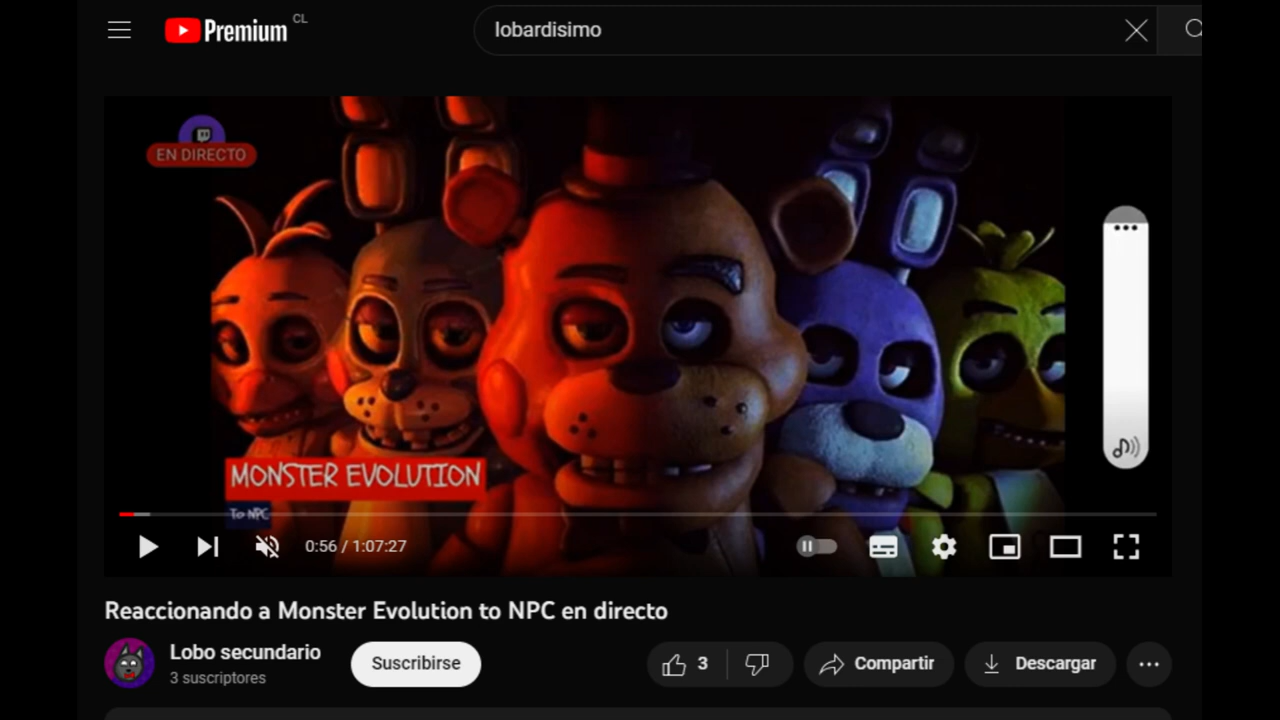 Premium CL
lobardisimo
EN DIRECTO
MONSTER EVOLUTION
To NPC
0:56 / 1:07:27
Reaccionando a Monster Evolution to NPC en directo
Lobo secundario
3 suscriptores
Suscribirse
3
Compartir
Descargar